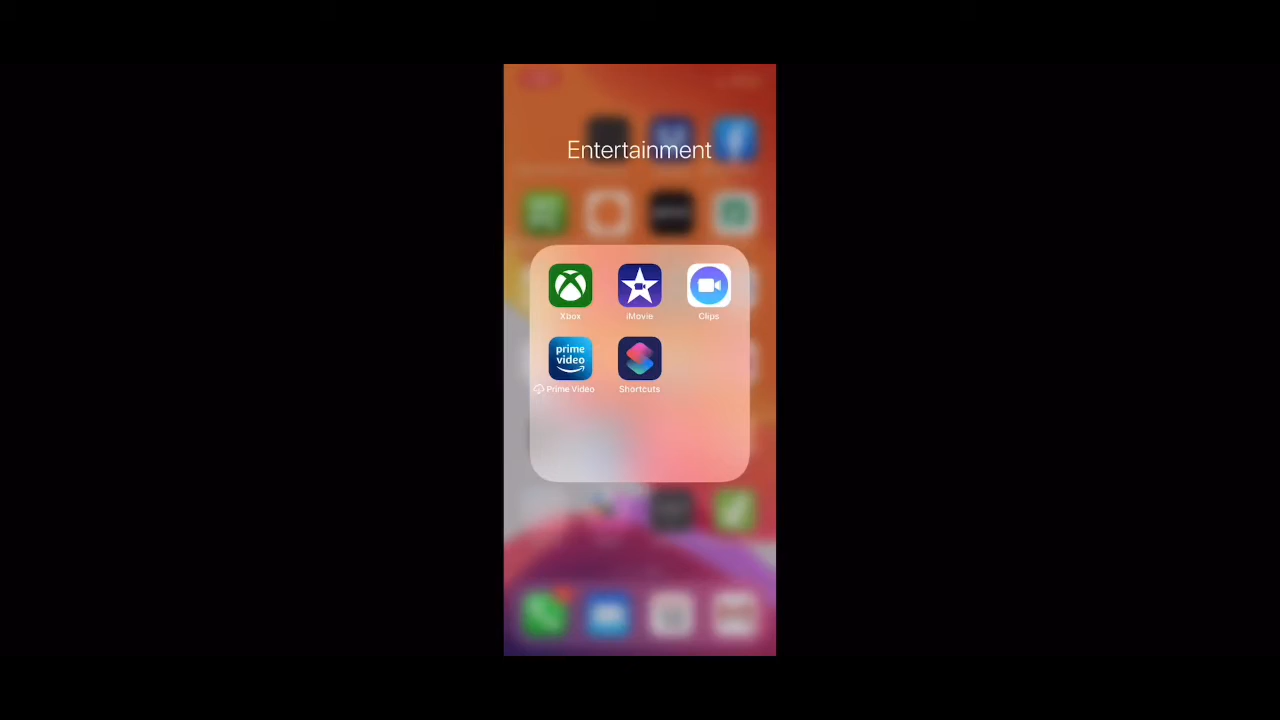 Entertainment
Xbox
iMovie
Clips
prime
video
Prime Video
Shortcuts